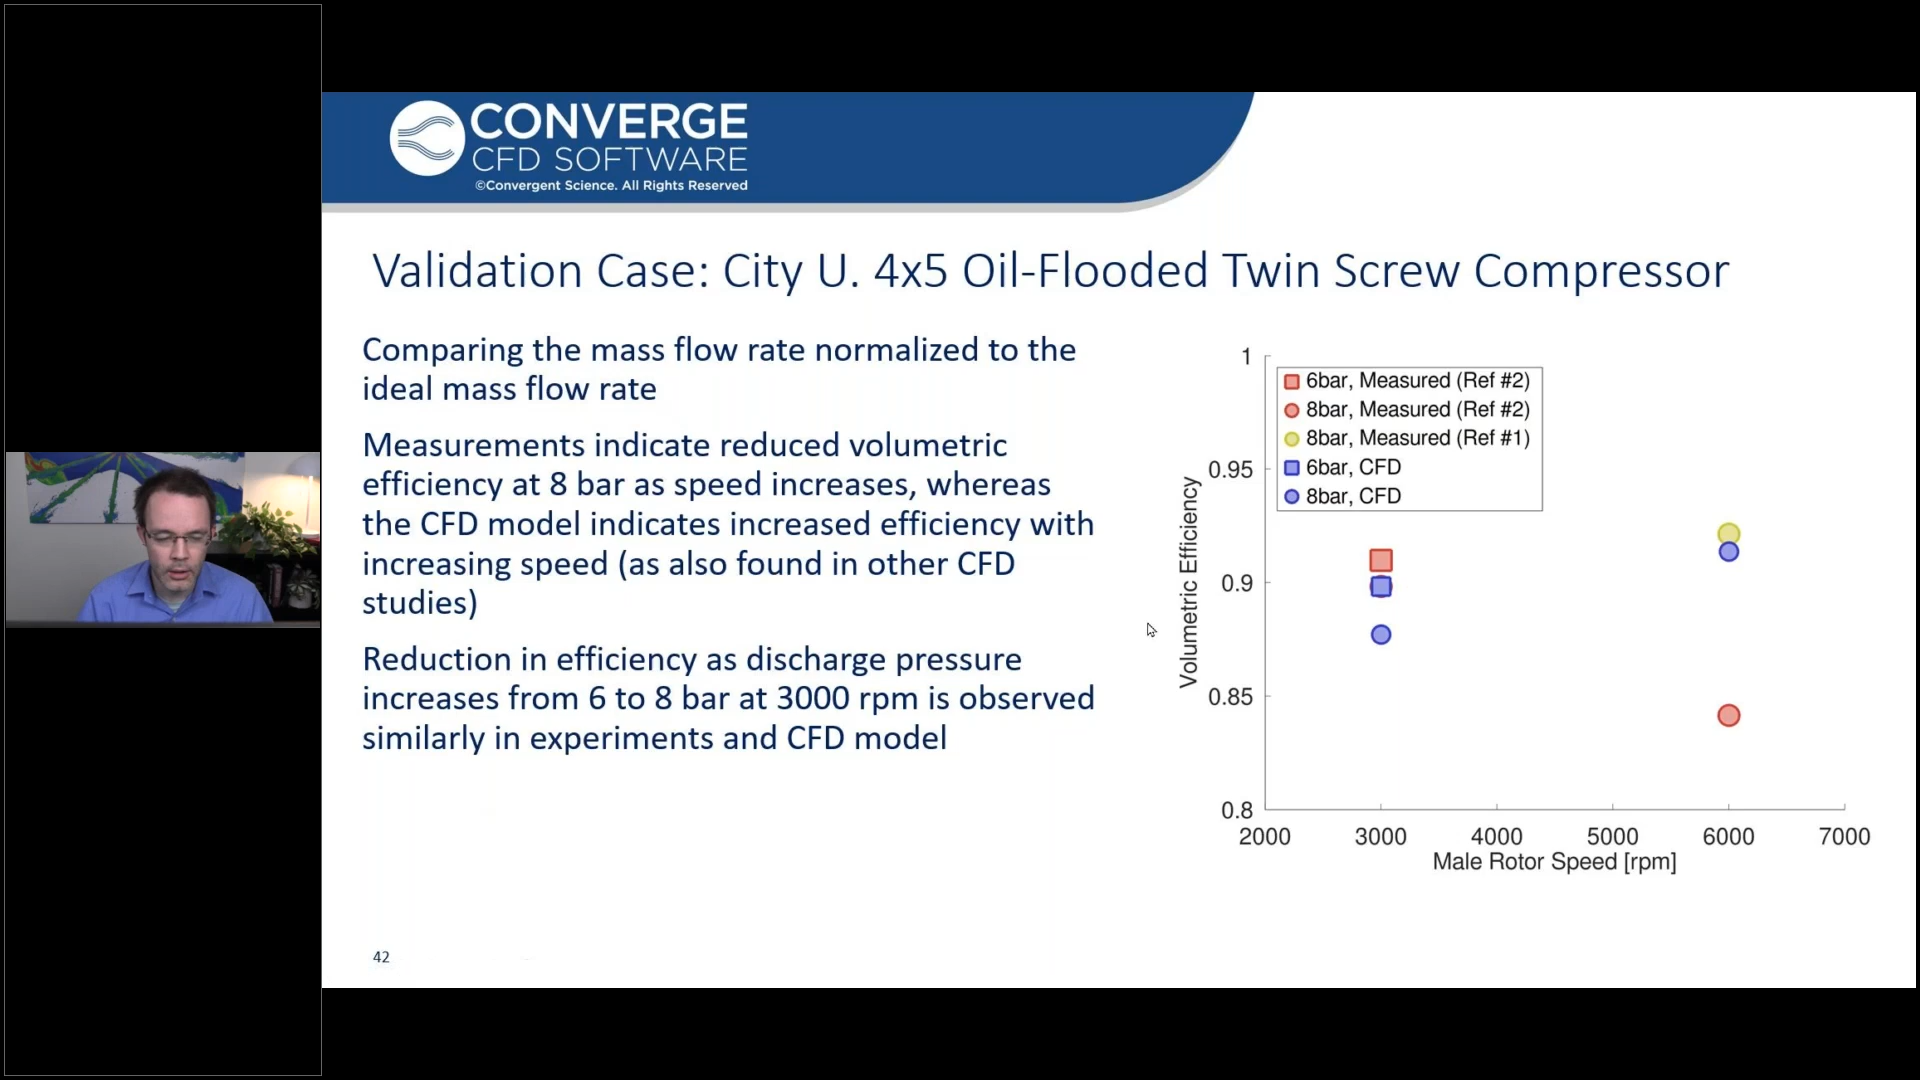 CONVERGE
CFD SOFTWARE
©Convergent Science. All Rights Reserved
Validation Case: City U. 4x5 Oil-Flooded Twin Screw Compressor
Comparing the mass flow rate normalized to the
ideal mass flow rate
Measurements indicate reduced volumetric
efficiency at 8 bar as speed increases, whereas
the CFD model indicates increased efficiency with
increasing speed (as also found in other CFD
studies)
Reduction in efficiency as discharge pressure
increases from 6 to 8 bar at 3000 rpm is observed
similarly in experiments and CFD model
42
1
0.95
0.9
0.85
0.8
Volumetric Efficiency
6bar, Measured (Ref #2)
8bar, Measured (Ref #2)
8bar, Measured (Ref #1)
6bar, CFD
8bar, CFD
2000 3000 4000 5000 6000 7000
Male Rotor Speed [rpm]